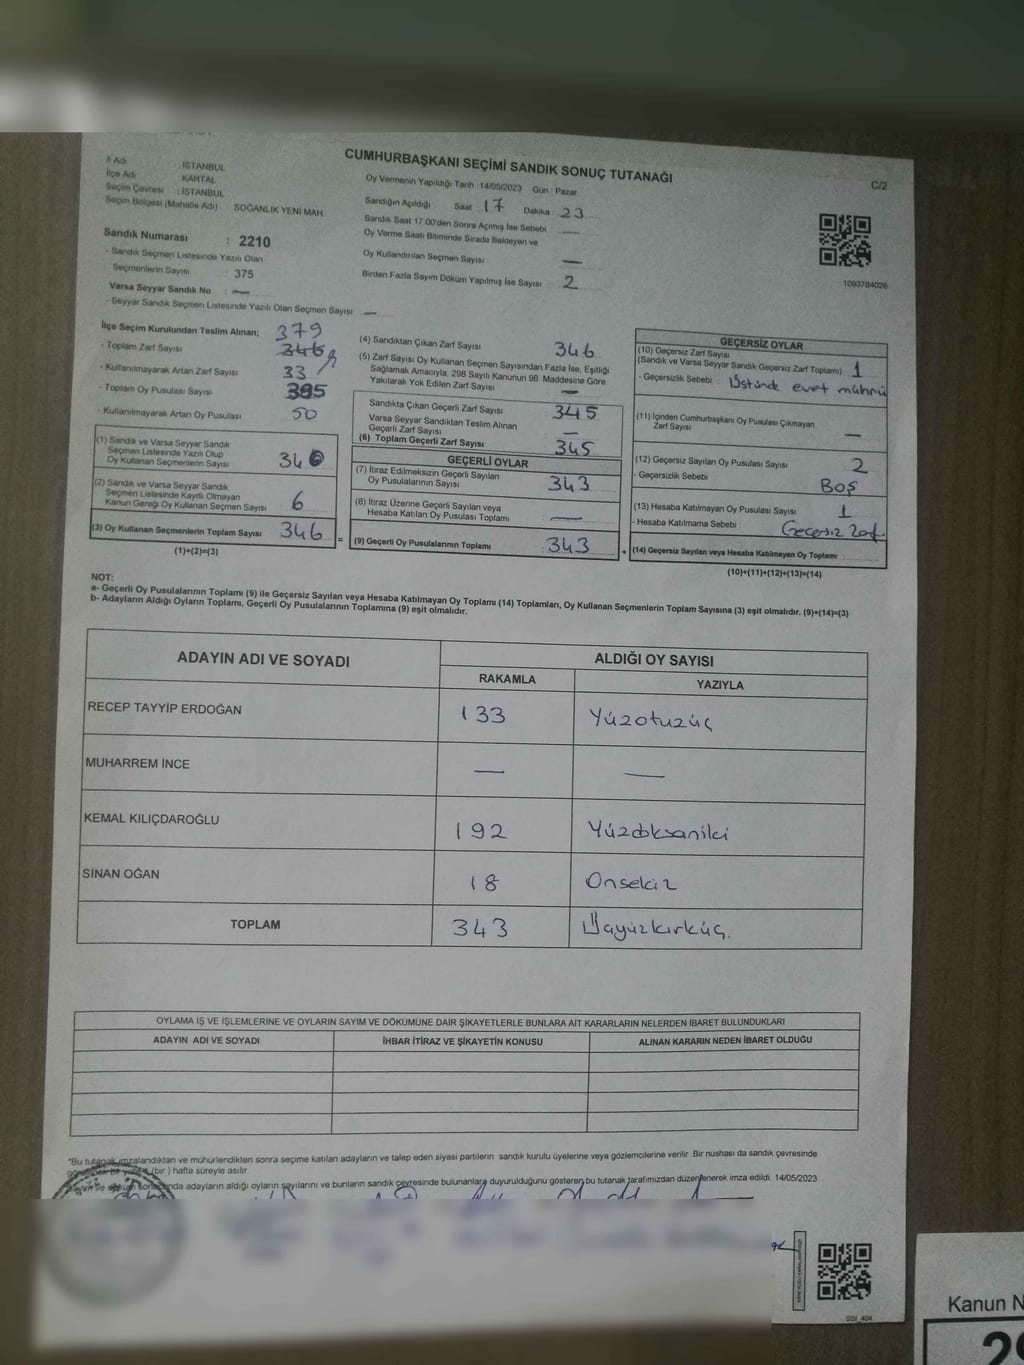 CUMHURBAŞKANI SEÇİMİ SANDIK SONUÇ TUTANAĞI
C/2
İl Adı : İSTANBUL
İlçe Adı : KARTAL
Seçim Çevresi : İSTANBUL
Seçim Bölgesi (Mahalle Adı) SOĞANLIK YENİ MAH.
Sandık Numarası : 2210
- Sandık Seçmen Listesinde Yazılı Olan
Seçmenlerin Sayısı : 375
Varsa Seyyar Sandık No : —
- Seyyar Sandık Seçmen Listesinde Yazılı Olan Seçmen Sayısı —
Oy Vermenin Yapıldığı Tarih : 14/05/2023 Gün : Pazar
Sandığın Açıldığı Saat 17 Dakika : 23
Sandık Saat 17:00'den Sonra Açılmış İse Sebebi —
Oy Verme Saati Bitiminde Sırada Bekleyen ve
Oy Kullandırılan Seçmen Sayısı —
Birden Fazla Sayım Döküm Yapılmış İse Sayısı 2
1093784026
İlçe Seçim Kurulundan Teslim Alınan; 379
- Toplam Zarf Sayısı 346
- Kullanılmayarak Artan Zarf Sayısı 33
- Toplam Oy Pusulası Sayısı 395
- Kullanılmayarak Artan Oy Pusulası 50
(1) Sandık ve Varsa Seyyar Sandık
Seçmen Listesinde Yazılı Olup
Oy Kullanan Seçmenlerin Sayısı 340
(2) Sandık ve Varsa Seyyar Sandık
Seçmen Listesinde Kayıtlı Olmayan
Kanun Gereği Oy Kullanan Seçmen Sayısı : 6
(3) Oy Kullanan Seçmenlerin Toplam Sayısı : 346
(1)+(2)=(3)
=
(4) Sandıktan Çıkan Zarf Sayısı 346
(5) Zarf Sayısı Oy Kullanan Seçmen Sayısından Fazla İse, Eşitliği
Sağlamak Amacıyla, 298 Sayılı Kanunun 98. Maddesine Göre
Yakılarak Yok Edilen Zarf Sayısı —
Sandıkta Çıkan Geçerli Zarf Sayısı 345
Varsa Seyyar Sandıktan Teslim Alınan
Geçerli Zarf Sayısı —
(6) Toplam Geçerli Zarf Sayısı 345
GEÇERLİ OYLAR
(7) İtiraz Edilmeksizin Geçerli Sayılan
Oy Pusulalarının Sayısı : 343
(8) İtiraz Üzerine Geçerli Sayılan veya
Hesaba Katılan Oy Pusulası Toplamı —
(9) Geçerli Oy Pusulalarının Toplamı : 343
+
GEÇERSİZ OYLAR
(10) Geçersiz Zarf Sayısı
(Sandık ve Varsa Seyyar Sandık Geçersiz Zarf Toplamı) 1
- Geçersizlik Sebebi : Üstünde evet mührü
(11) İçinden Cumhurbaşkanı Oy Pusulası Çıkmayan
Zarf Sayısı —
(12) Geçersiz Sayılan Oy Pusulası Sayısı 2
- Geçersizlik Sebebi BOŞ
(13) Hesaba Katılmayan Oy Pusulası Sayısı 1
- Hesaba Katılmama Sebebi Geçersiz Zarf
(14) Geçersiz Sayılan veya Hesaba Katılmayan Oy Toplamı :
(10)+(11)+(12)+(13)=(14)
NOT:
a- Geçerli Oy Pusulalarının Toplamı (9) ile Geçersiz Sayılan veya Hesaba Katılmayan Oy Toplamı (14) Toplamları, Oy Kullanan Seçmenlerin Toplam Sayısına (3) eşit olmalıdır. (9)+(14)=(3)
b- Adayların Aldığı Oyların Toplamı, Geçerli Oy Pusulalarının Toplamına (9) eşit olmalıdır.
ADAYIN ADI VE SOYADI ALDIĞI OY SAYISI
RAKAMLA YAZIYLA
RECEP TAYYİP ERDOĞAN 133 Yüzotuzüç
MUHARREM İNCE — —
KEMAL KILIÇDAROĞLU 192 Yüzdoksaniki
SİNAN OĞAN 18 Onsekiz
TOPLAM 343 Üçyüzkırküç.
OYLAMA İŞ VE İŞLEMLERİNE VE OYLARIN SAYIM VE DÖKÜMÜNE DAİR ŞİKAYETLERLE BUNLARA AİT KARARLARIN NELERDEN İBARET BULUNDUKLARI
ADAYIN ADI VE SOYADI İHBAR İTİRAZ VE ŞİKAYETİN KONUSU ALINAN KARARIN NEDEN İBARET OLDUĞU
*Bu tutanak imzalandıktan ve mühürlendikten sonra seçime katılan adayların ve talep eden siyasi partilerin sandık kurulu üyelerine veya gözlemcilerine verilir. Bir nüshası da sandık çevresinde
(bir) hafta süreyle asılır.
adayların aldığı oyların sayılarını ve bunların sandık çevresinde bulunanlara duyurulduğunu gösteren bu tutanak tarafımızdan düzenlenerek imza edildi. 14/05/2023
Kanun N